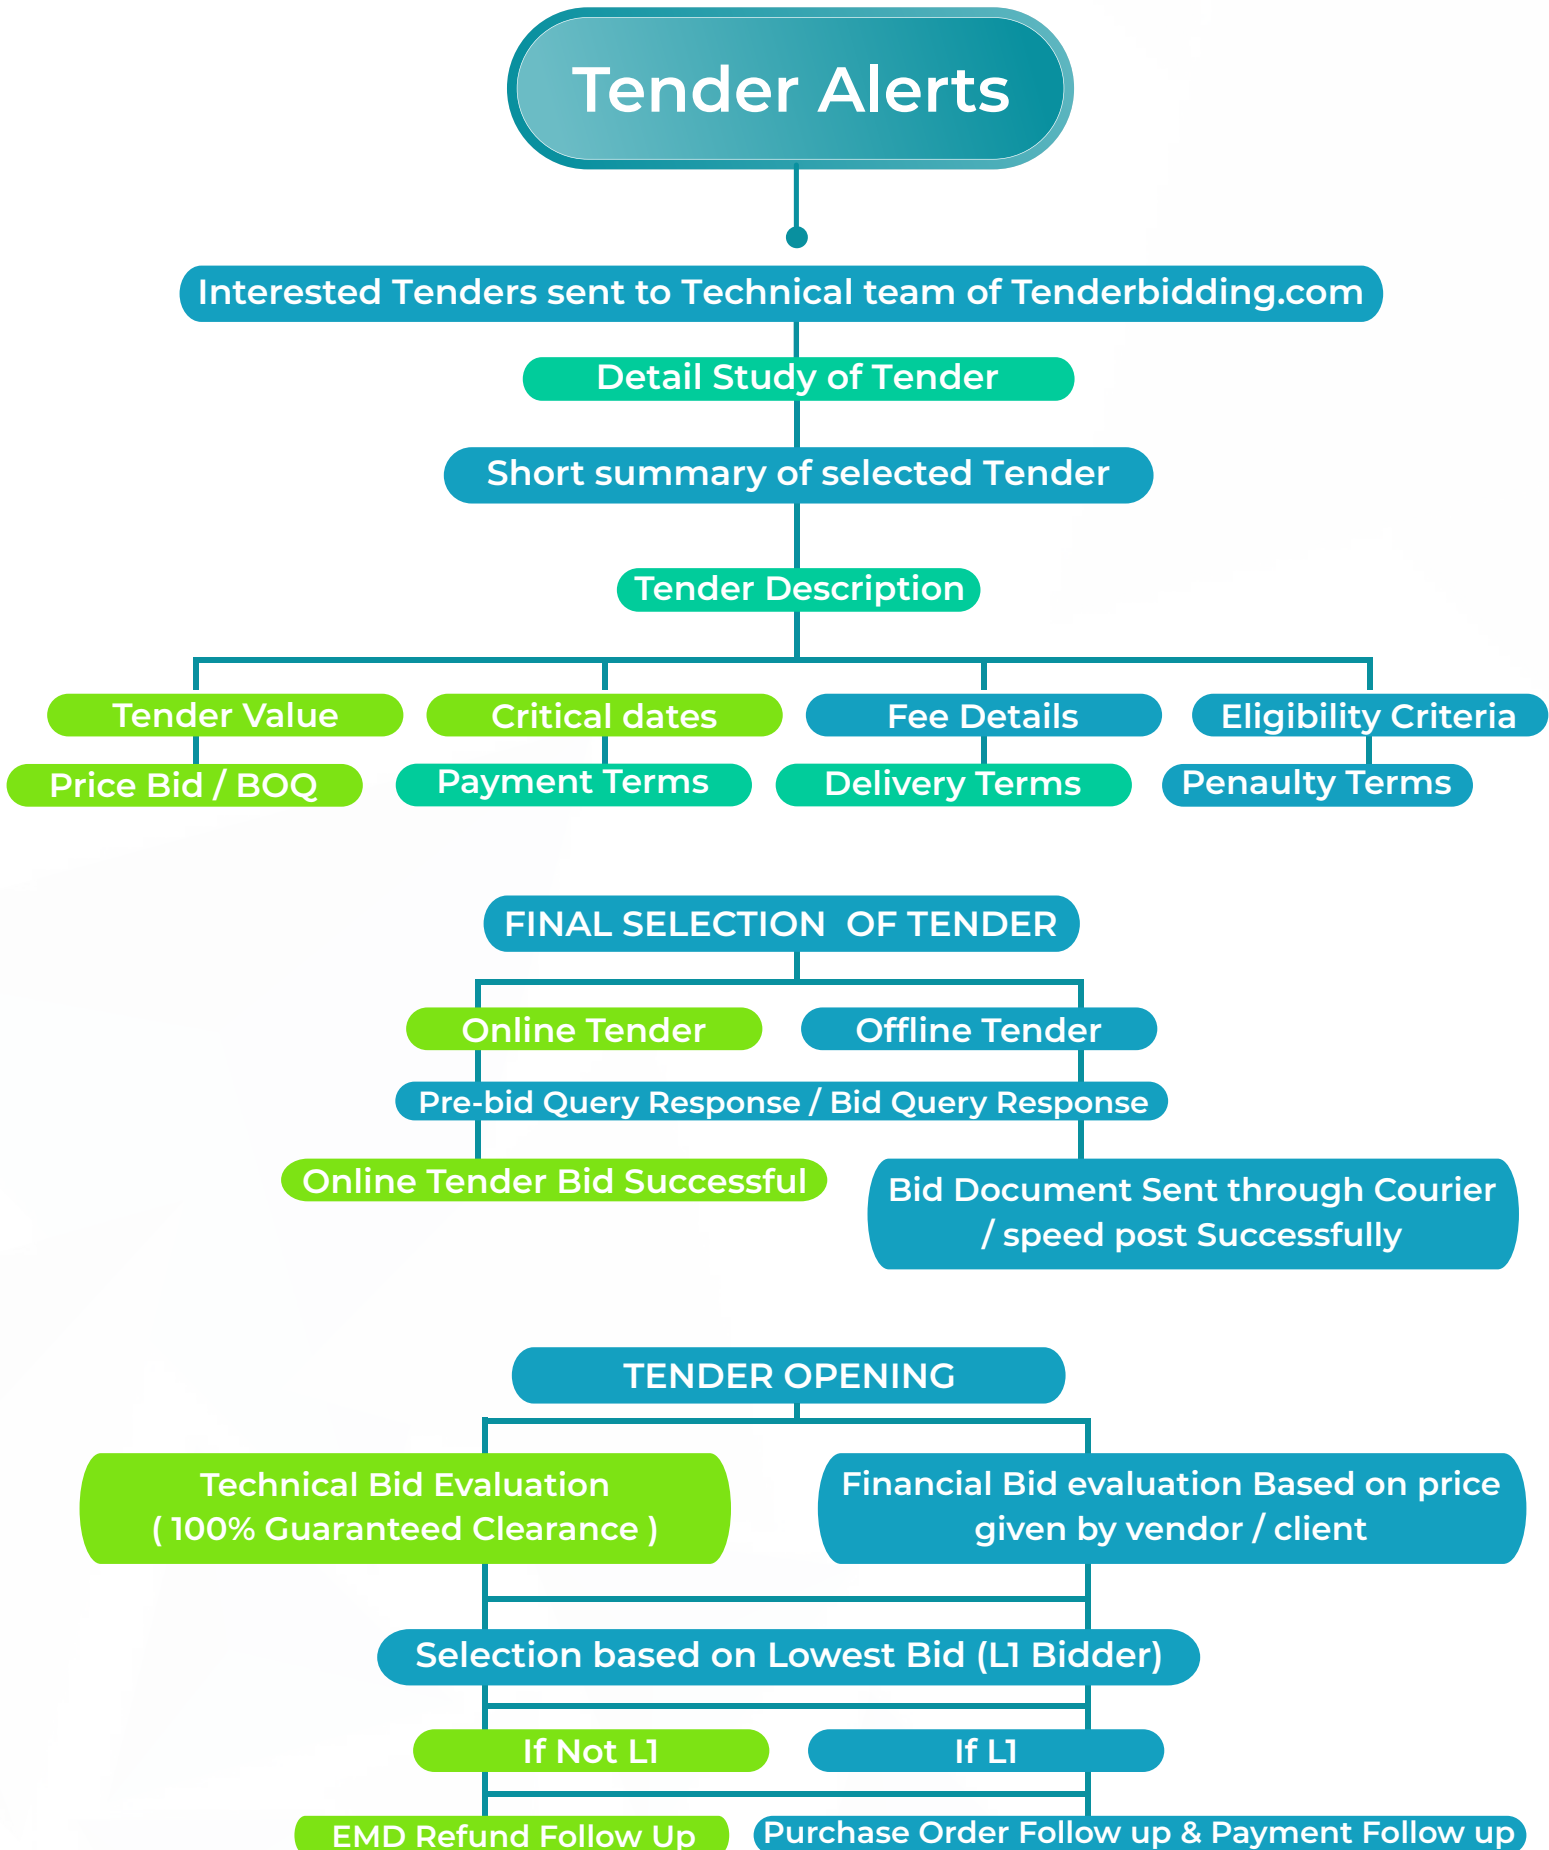 Tender Alerts
Interested Tenders sent to Technical team of Tenderbidding.com
Detail Study of Tender
Short summary of selected Tender
Tender Description
Tender Value
Critical dates
Fee Details
Eligibility Criteria
Price Bid / BOQ
Payment Terms
Delivery Terms
Penaulty Terms
FINAL SELECTION OF TENDER
Online Tender
Offline Tender
Pre-bid Query Response / Bid Query Response
Online Tender Bid Successful
Bid Document Sent through Courier
/ speed post Successfully
TENDER OPENING
Technical Bid Evaluation
( 100% Guaranteed Clearance )
Financial Bid evaluation Based on price
given by vendor / client
Selection based on Lowest Bid (L1 Bidder)
If Not L1
If L1
EMD Refund Follow Up
Purchase Order Follow up & Payment Follow up